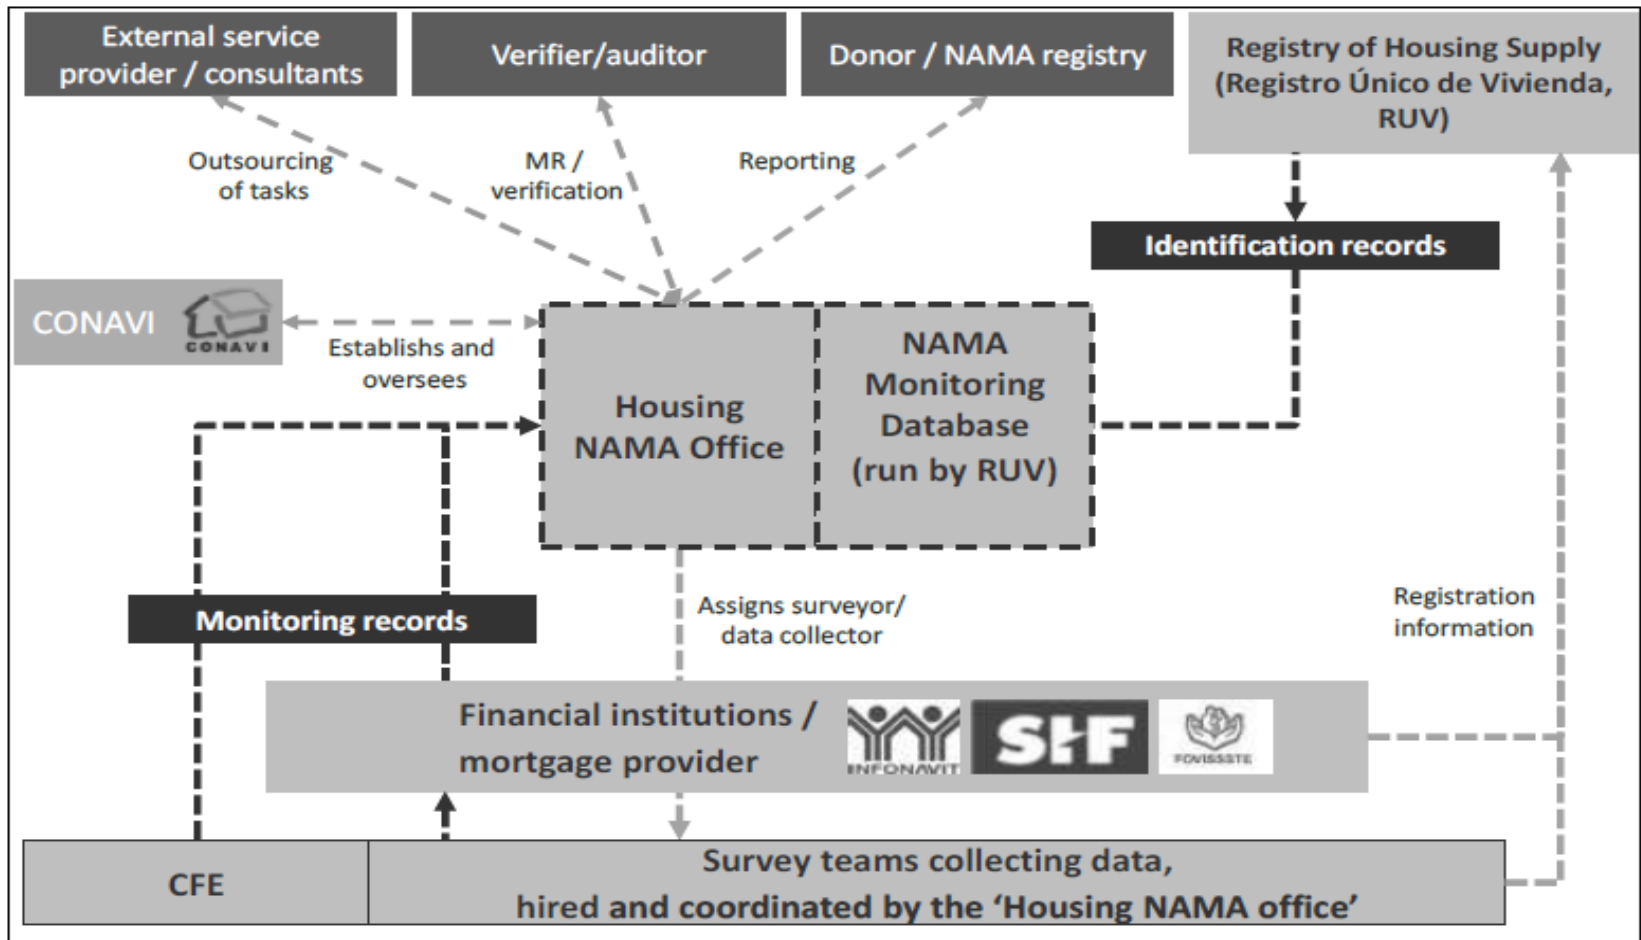 External service
provider / consultants
Verifier/auditor
Donor / NAMA registry
Registry of Housing Supply
(Registro Único de Vivienda,
RUV)
Outsourcing
of tasks
MR /
verification
Reporting
Identification records
CONAVI
CONAVI
Establishs and
oversees
Housing
NAMA Office
NAMA
Monitoring
Database
(run by RUV)
Monitoring records
Assigns surveyor/
data collector
Registration
information
Financial institutions /
mortgage provider
INFONAVIT
SHF
FOVISSSTE
CFE
Survey teams collecting data,
hired and coordinated by the ‘Housing NAMA office’